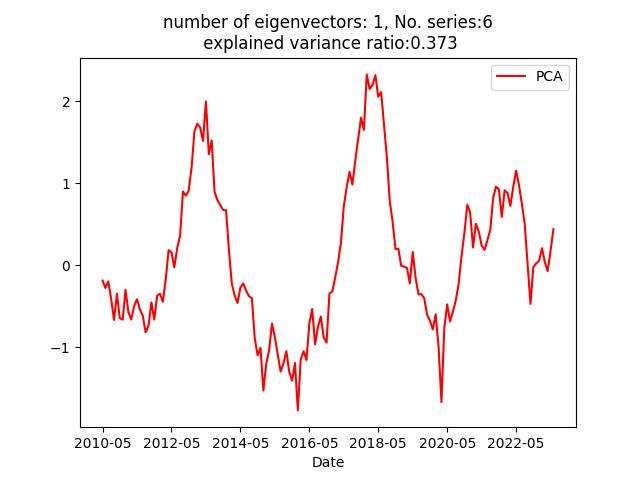 number of eigenvectors: 1, No. series:6
explained variance ratio:0.373
PCA
2
1
0
−1
2010-05 2012-05 2014-05 2016-05 2018-05 2020-05 2022-05
Date